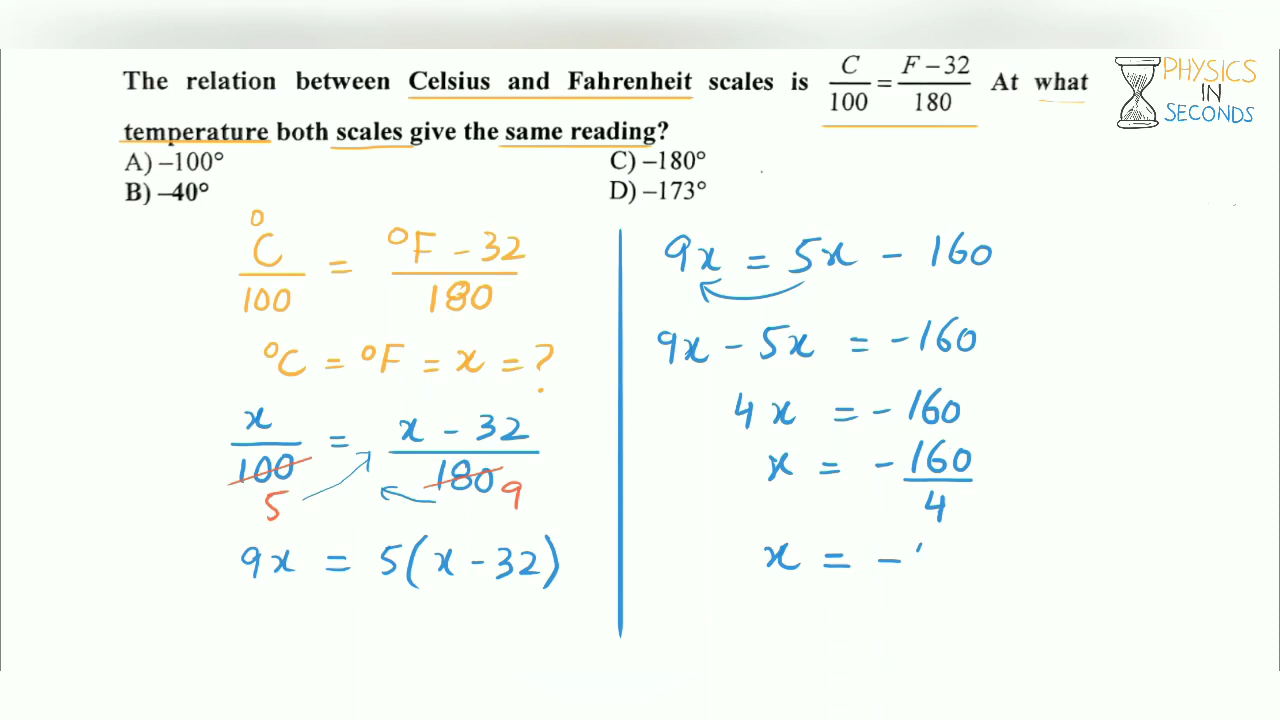 The relation between Celsius and Fahrenheit scales is C/100 = F – 32/180 At what
temperature both scales give the same reading?
A) –100°
C) –180°
B) –40°
D) –173°
PHYSICS
IN
SECONDS
°C/100 = °F - 32/180
°C = °F = x = ?
x/100 = x - 32/180
5 9
9x = 5(x - 32)
9x = 5x - 160
9x - 5x = -160
4x = -160
x = -160/4
x = -